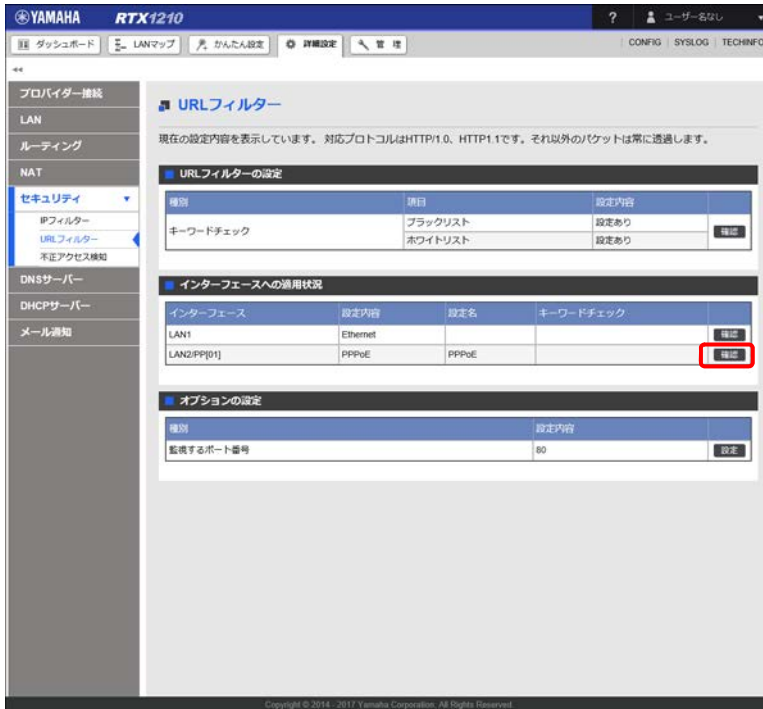 YAMAHA RTX1210 ? ユーザー名なし
ダッシュボード LANマップ かんたん設定 詳細設定 管理 CONFIG SYSLOG TECHINFO
プロバイダー接続
LAN
ルーティング
NAT
セキュリティ
IPフィルター
URLフィルター
不正アクセス検知
DNSサーバー
DHCPサーバー
メール通知
URLフィルター
現在の設定内容を表示しています。 対応プロトコルはHTTP/1.0、HTTP1.1です。それ以外のパケットは常に透過します。
URLフィルターの設定
種別 項目 設定内容
キーワードチェック ブラックリスト 設定あり 確認
ホワイトリスト 設定あり
インターフェースへの適用状況
インターフェース 設定内容 設定名 キーワードチェック
LAN1 Ethernet 確認
LAN2/PP[01] PPPoE PPPoE 確認
オプションの設定
種別 設定内容
監視するポート番号 80 設定
Copyright © 2014 - 2017 Yamaha Corporation. All Rights Reserved.